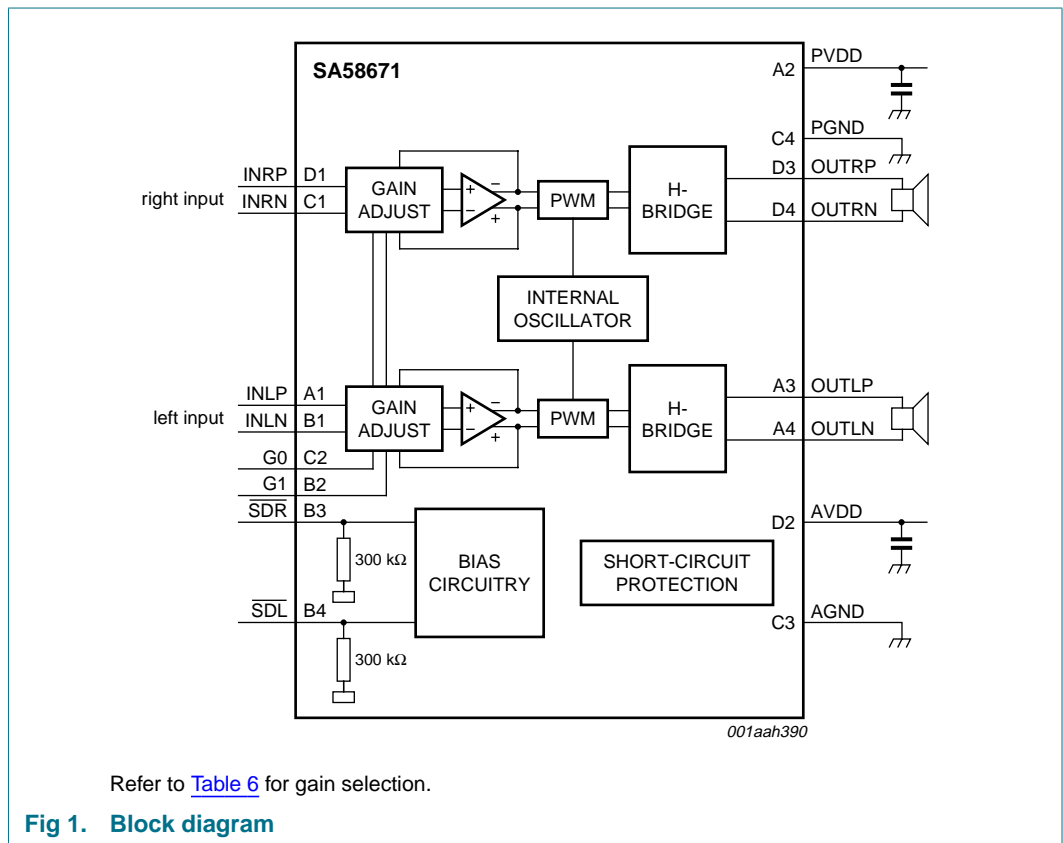 SA58671
A2 PVDD
C4 PGND
INRP D1
INRN C1
right input
GAIN
ADJUST
+ −
− +
PWM
H-
BRIDGE
D3 OUTRP
D4 OUTRN
INTERNAL
OSCILLATOR
INLP A1
INLN B1
left input
GAIN
ADJUST
+ −
− +
PWM
H-
BRIDGE
A3 OUTLP
A4 OUTLN
G0 C2
G1 B2
SDR B3
300 kΩ
BIAS
CIRCUITRY
SHORT-CIRCUIT
PROTECTION
D2 AVDD
SDL B4
300 kΩ
C3 AGND
001aah390
Refer to Table 6 for gain selection.
Fig 1. Block diagram